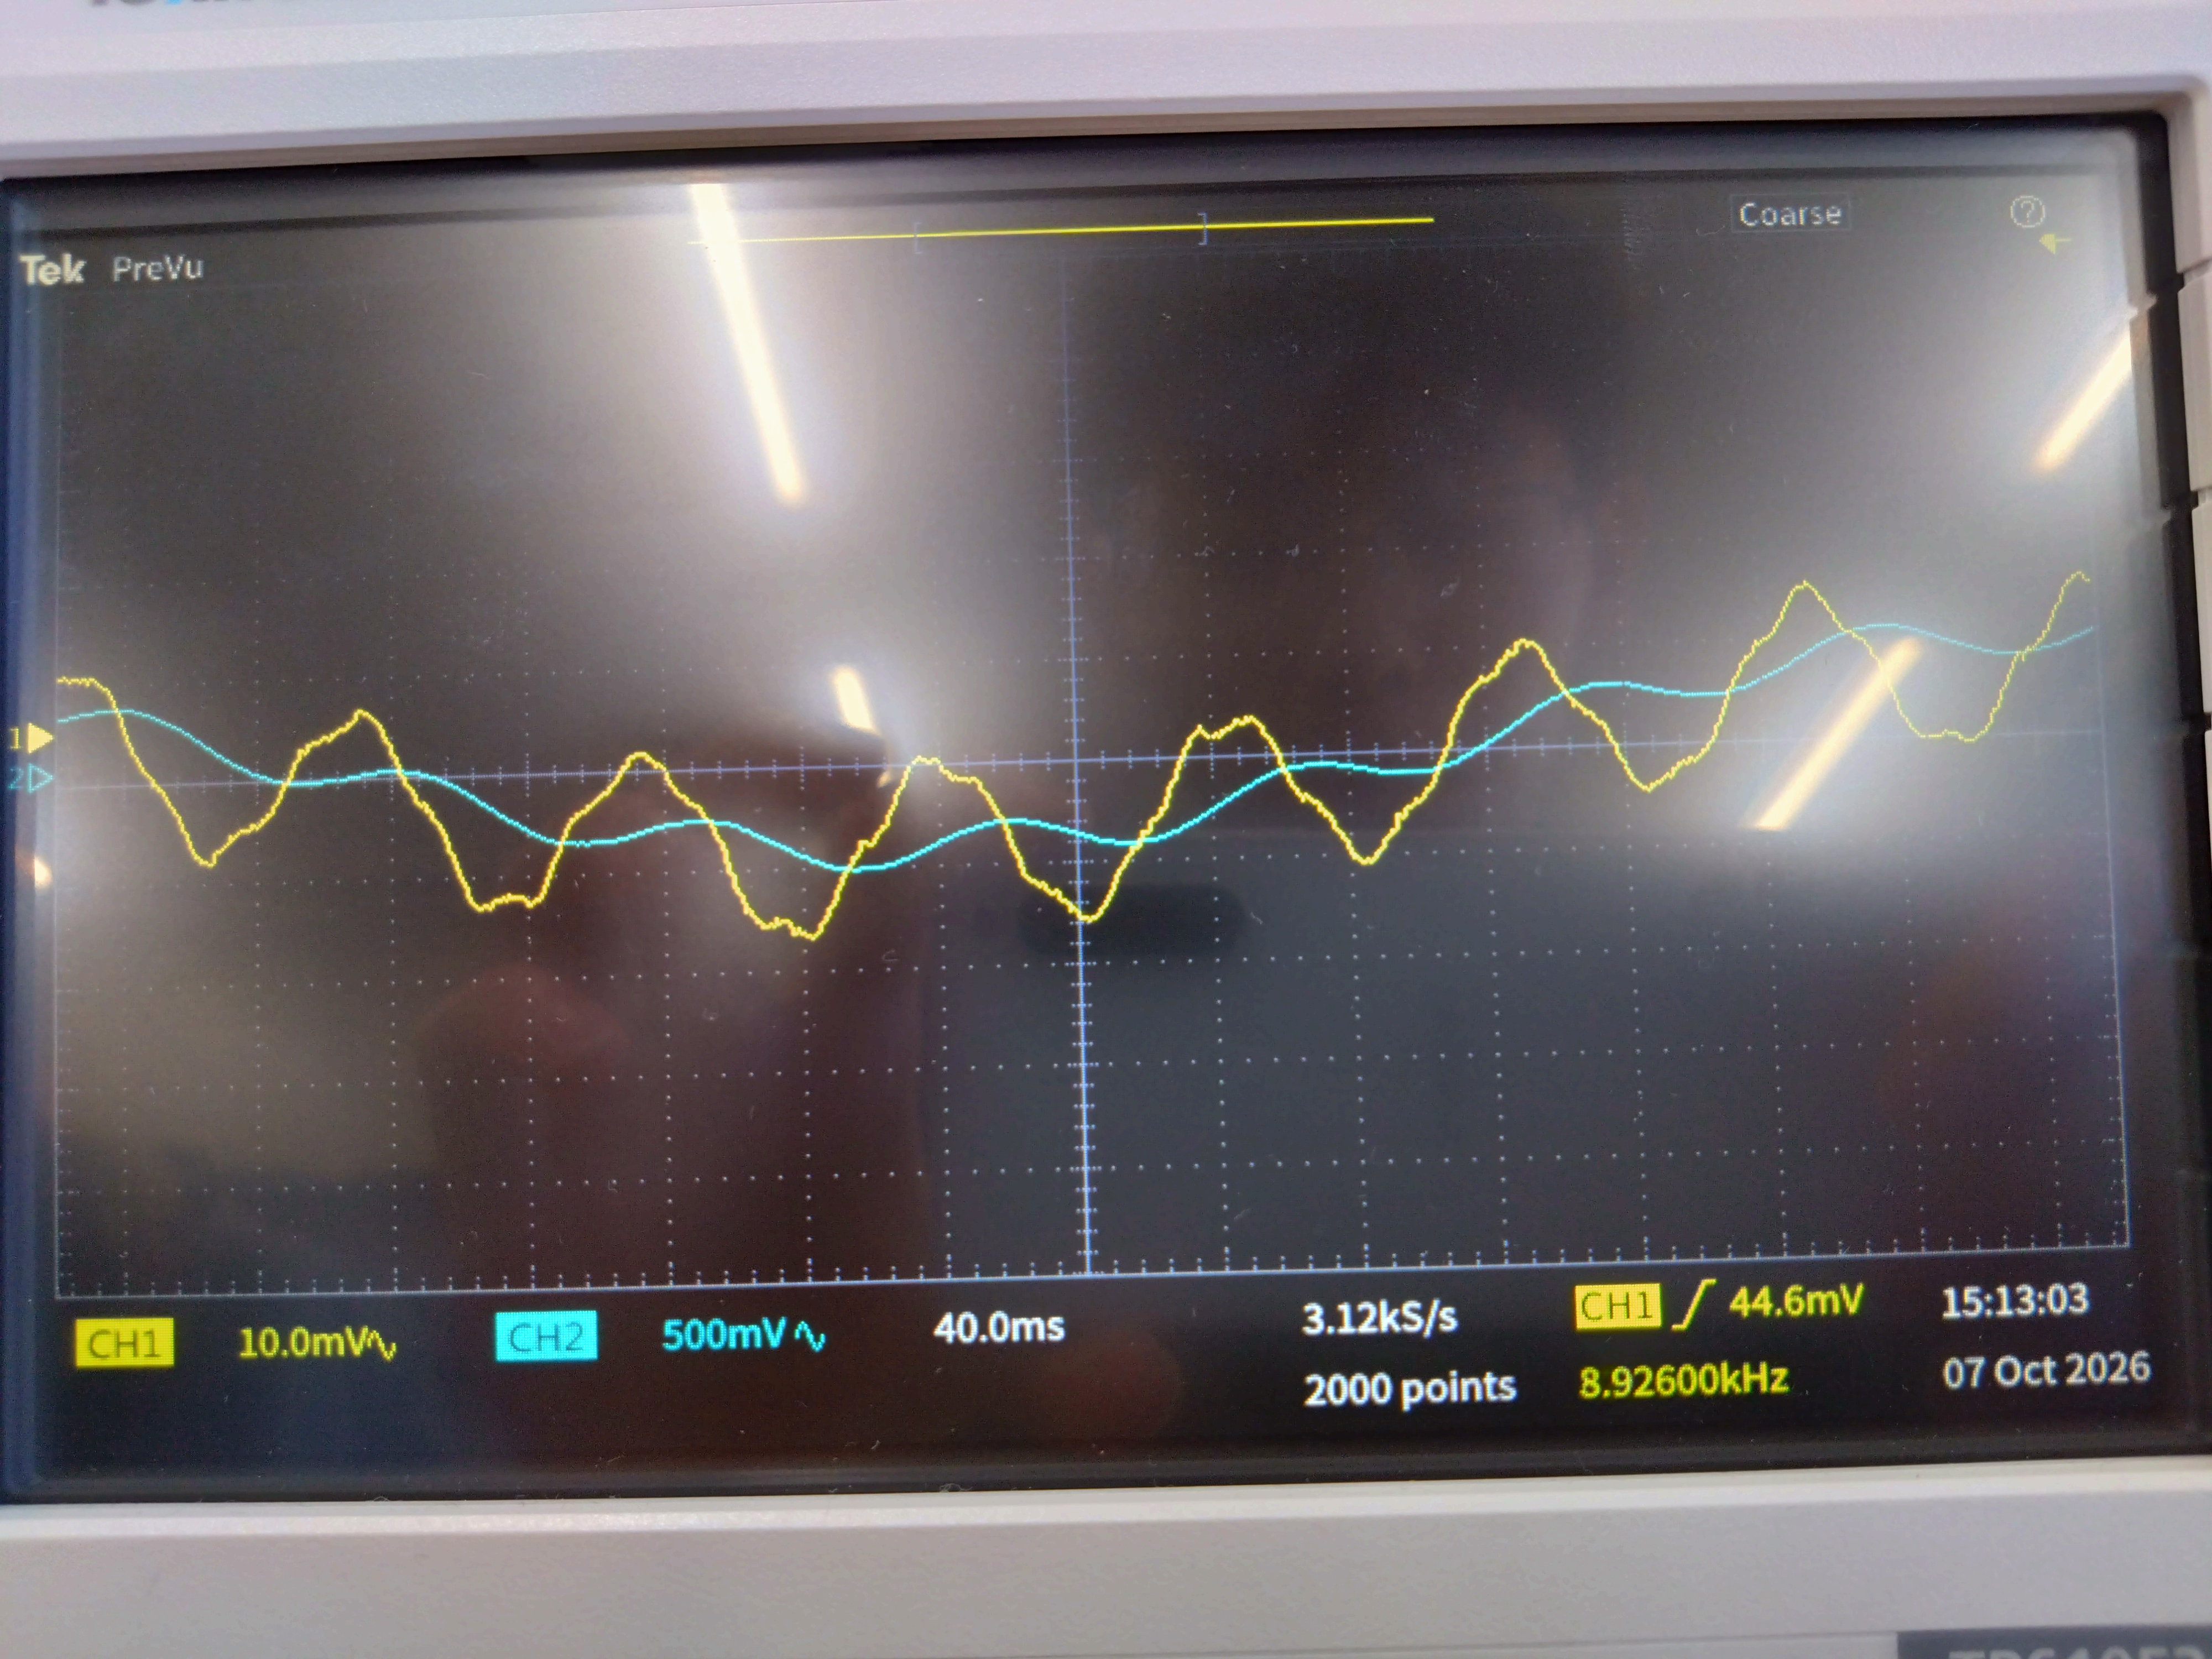 Coarse
?
Tek PreVu
1
2
CH1 10.0mV CH2 500mV 40.0ms 3.12kS/s CH1 44.6mV 15:13:03
2000 points 8.92600kHz 07 Oct 2026